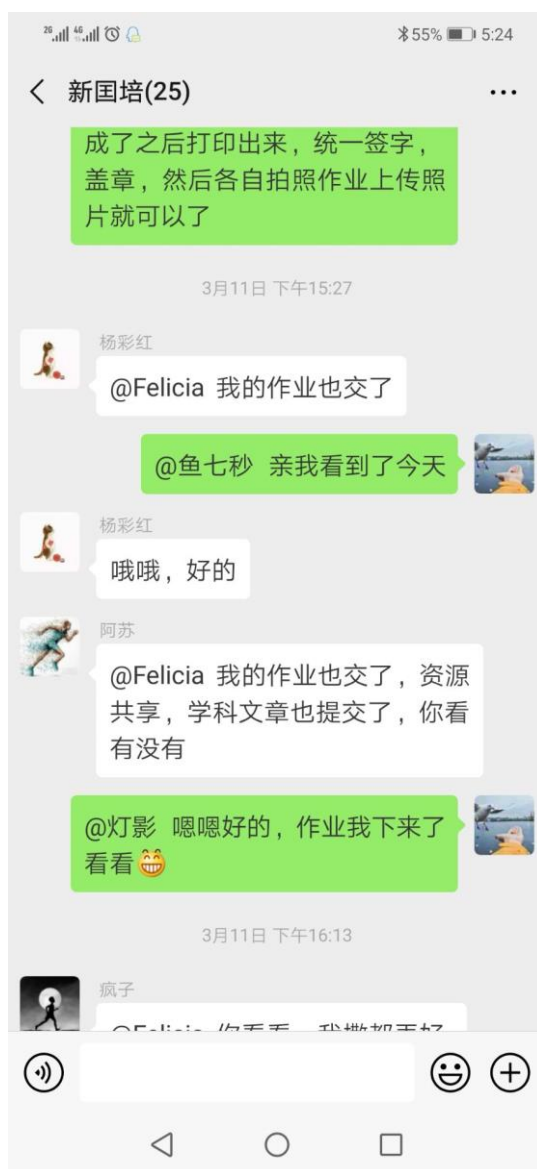 2G 4G 55% 5:24
新国培(25)
成了之后打印出来，统一签字，
盖章，然后各自拍照作业上传照
片就可以了
3月11日 下午15:27
杨彩红
@Felicia 我的作业也交了
@鱼七秒 亲我看到了今天
杨彩红
哦哦，好的
阿苏
@Felicia 我的作业也交了，资源
共享，学科文章也提交了，你看
有没有
@灯影 嗯嗯好的，作业我下来了
看看
3月11日 下午16:13
疯子
@Felicia 你看看